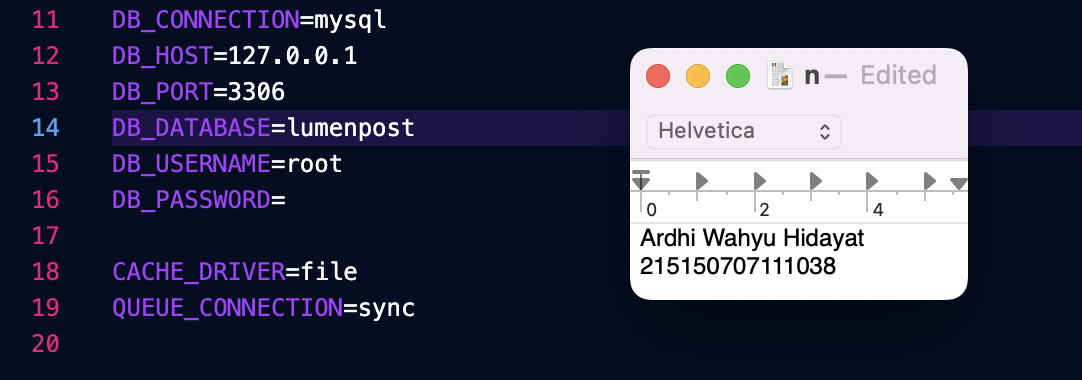 11 DB_CONNECTION=mysql
12 DB_HOST=127.0.0.1
13 DB_PORT=3306
14 DB_DATABASE=lumenpost
15 DB_USERNAME=root
16 DB_PASSWORD=
17
18 CACHE_DRIVER=file
19 QUEUE_CONNECTION=sync
20
n — Edited
Helvetica
0 2 4
Ardhi Wahyu Hidayat
215150707111038